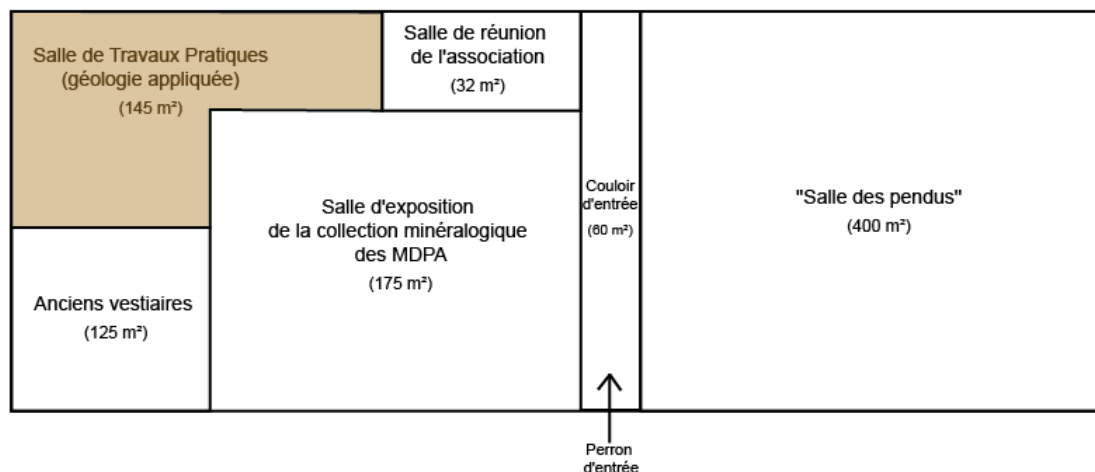 Salle de Travaux Pratiques
(géologie appliquée)
(145 m²)
Salle de réunion
de l'association
(32 m²)
Salle d'exposition
de la collection minéralogique
des MDPA
(175 m²)
Anciens vestiaires
(125 m²)
Couloir
d'entrée
(60 m²)
"Salle des pendus"
(400 m²)
Perron
d'entrée